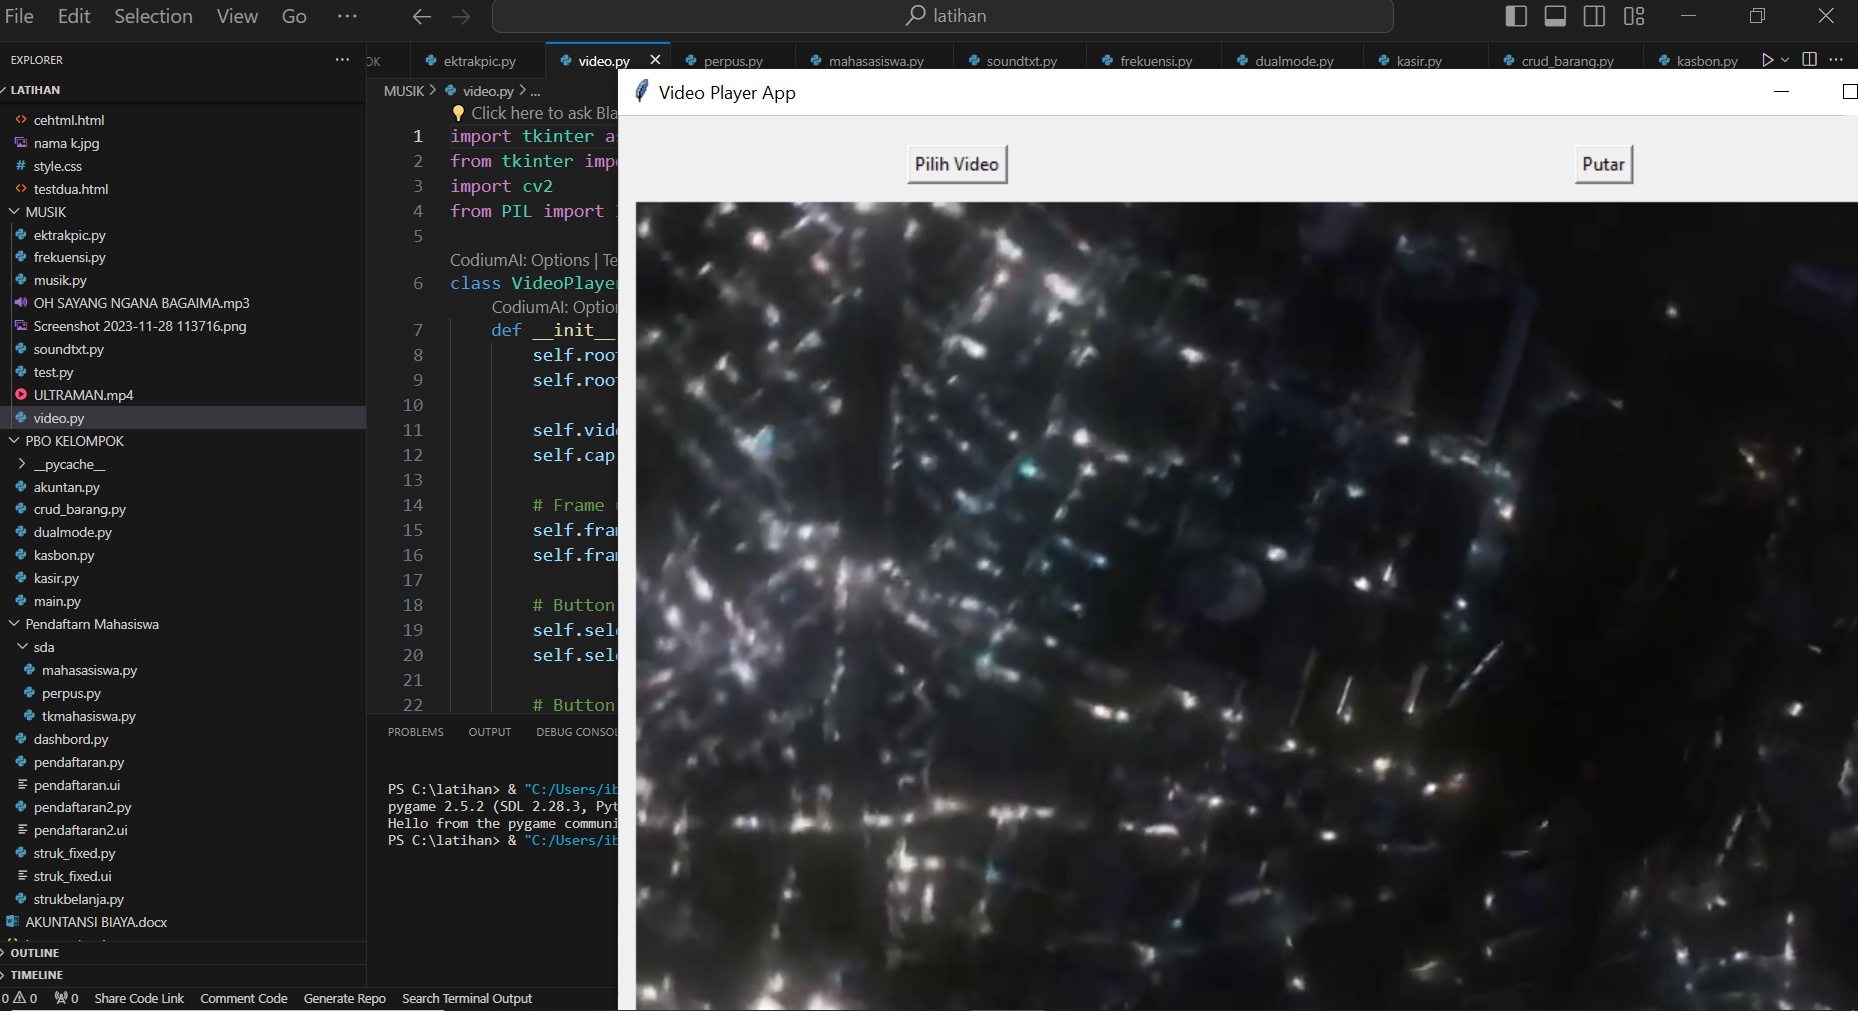 File Edit Selection View Go ···
latihan
EXPLORER
LATIHAN
cehtml.html
nama k.jpg
style.css
testdua.html
MUSIK
ektrakpic.py
frekuensi.py
musik.py
OH SAYANG NGANA BAGAIMA.mp3
Screenshot 2023-11-28 113716.png
soundtxt.py
test.py
ULTRAMAN.mp4
video.py
PBO KELOMPOK
__pycache__
akuntan.py
crud_barang.py
dualmode.py
kasbon.py
kasir.py
main.py
Pendaftarn Mahasiswa
sda
mahasasiswa.py
perpus.py
tkmahasiswa.py
dashbord.py
pendaftaran.py
pendaftaran.ui
pendaftaran2.py
pendaftaran2.ui
struk_fixed.py
struk_fixed.ui
strukbelanja.py
AKUNTANSI BIAYA.docx
OUTLINE
TIMELINE
OK ektrakpic.py video.py perpus.py mahasasiswa.py soundtxt.py frekuensi.py dualmode.py kasir.py crud_barang.py kasbon.py
MUSIK > video.py > ...
Click here to ask Bla
1 import tkinter as
2 from tkinter imp
3 import cv2
4 from PIL import
5
CodiumAI: Options | Te
6 class VideoPlayer
CodiumAI: Optio
7 def __init__
8 self.roo
9 self.roo
10
11 self.vid
12 self.cap
13
14 # Frame
15 self.fra
16 self.fra
17
18 # Button
19 self.sel
20 self.sel
21
22 # Button
PROBLEMS OUTPUT DEBUG CONSOL
PS C:\latihan> & "C:/Users/ib
pygame 2.5.2 (SDL 2.28.3, Pyt
Hello from the pygame communi
PS C:\latihan> & "C:/Users/ib
Video Player App
Pilih Video
Putar
0 0 0 Share Code Link Comment Code Generate Repo Search Terminal Output